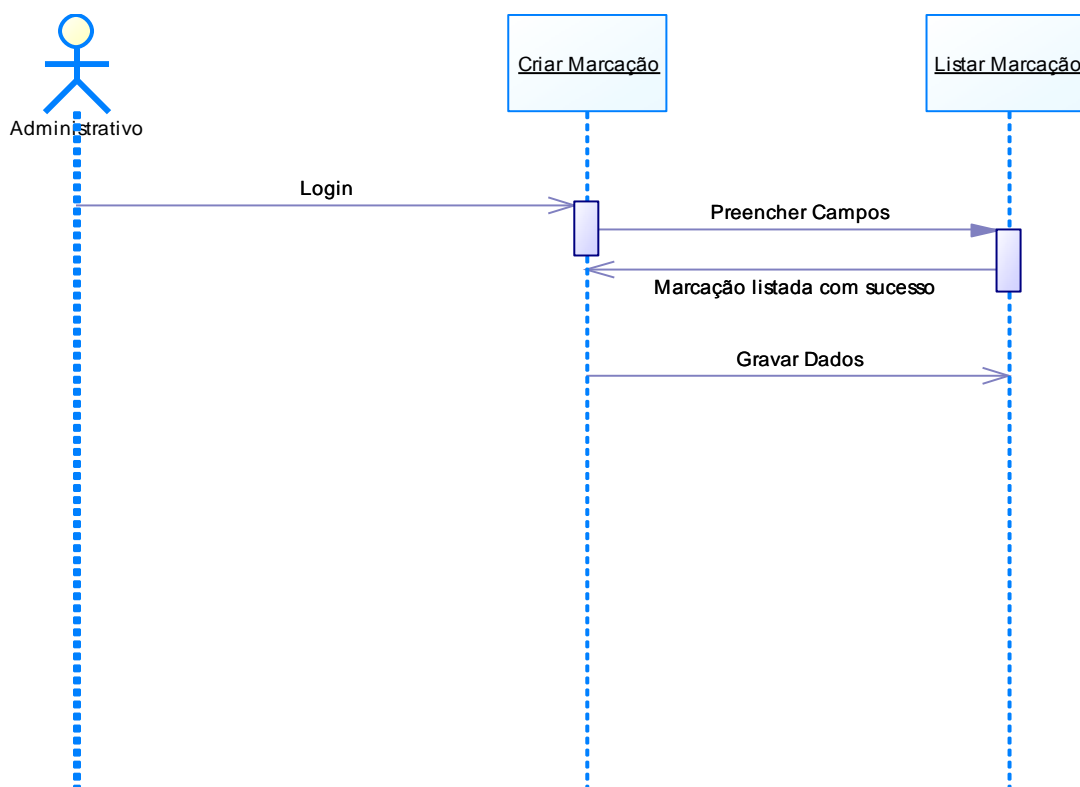 Criar Marcação
Listar Marcação
Administrativo
Login
Preencher Campos
Marcação listada com sucesso
Gravar Dados